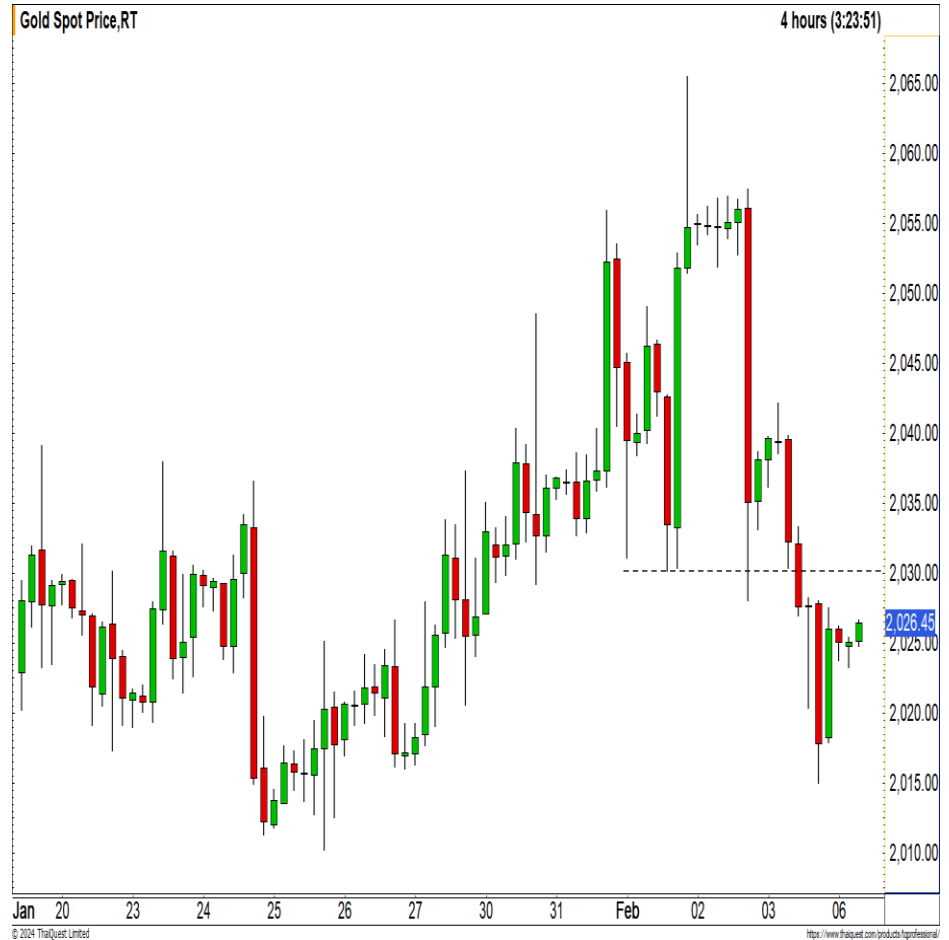 Gold Spot Price,RT
4 hours (3:23:51)
2,065.00
2,060.00
2,055.00
2,050.00
2,045.00
2,040.00
2,035.00
2,030.00
2,026.45
2,025.00
2,020.00
2,015.00
2,010.00
Jan 20 23 24 25 26 27 30 31 Feb 02 03 06
© 2024 ThaiQuest Limited
https://www.thaiquest.com/products/tqprofessional/